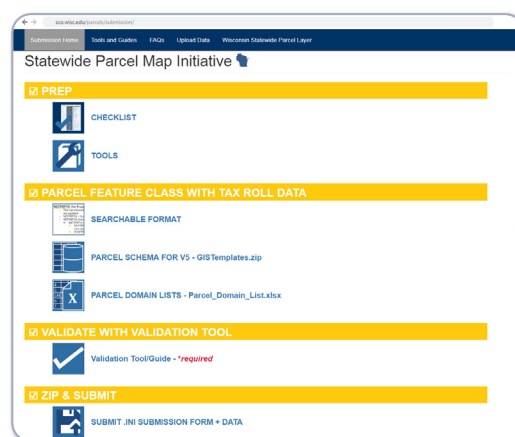 sco.wisc.edu/parcels/submission/
Submission Home Tools and Guides FAQs Upload Data Wisconsin Statewide Parcel Layer
Statewide Parcel Map Initiative
☑ PREP
CHECKLIST
TOOLS
☑ PARCEL FEATURE CLASS WITH TAX ROLL DATA
SEARCHABLE FORMAT
PARCEL SCHEMA FOR V5 - GISTemplates.zip
PARCEL DOMAIN LISTS - Parcel_Domain_List.xlsx
☑ VALIDATE WITH VALIDATION TOOL
Validation Tool/Guide - *required
☑ ZIP & SUBMIT
SUBMIT .INI SUBMISSION FORM + DATA